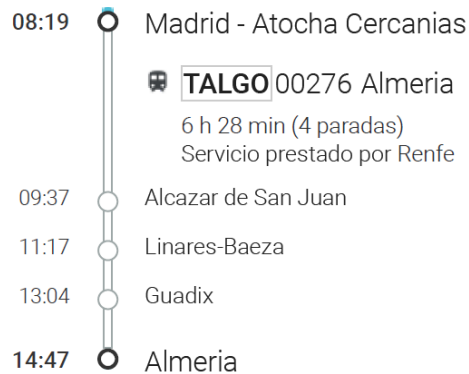 08:19 Madrid - Atocha Cercanias
TALGO 00276 Almeria
6 h 28 min (4 paradas)
Servicio prestado por Renfe
09:37 Alcazar de San Juan
11:17 Linares-Baeza
13:04 Guadix
14:47 Almeria